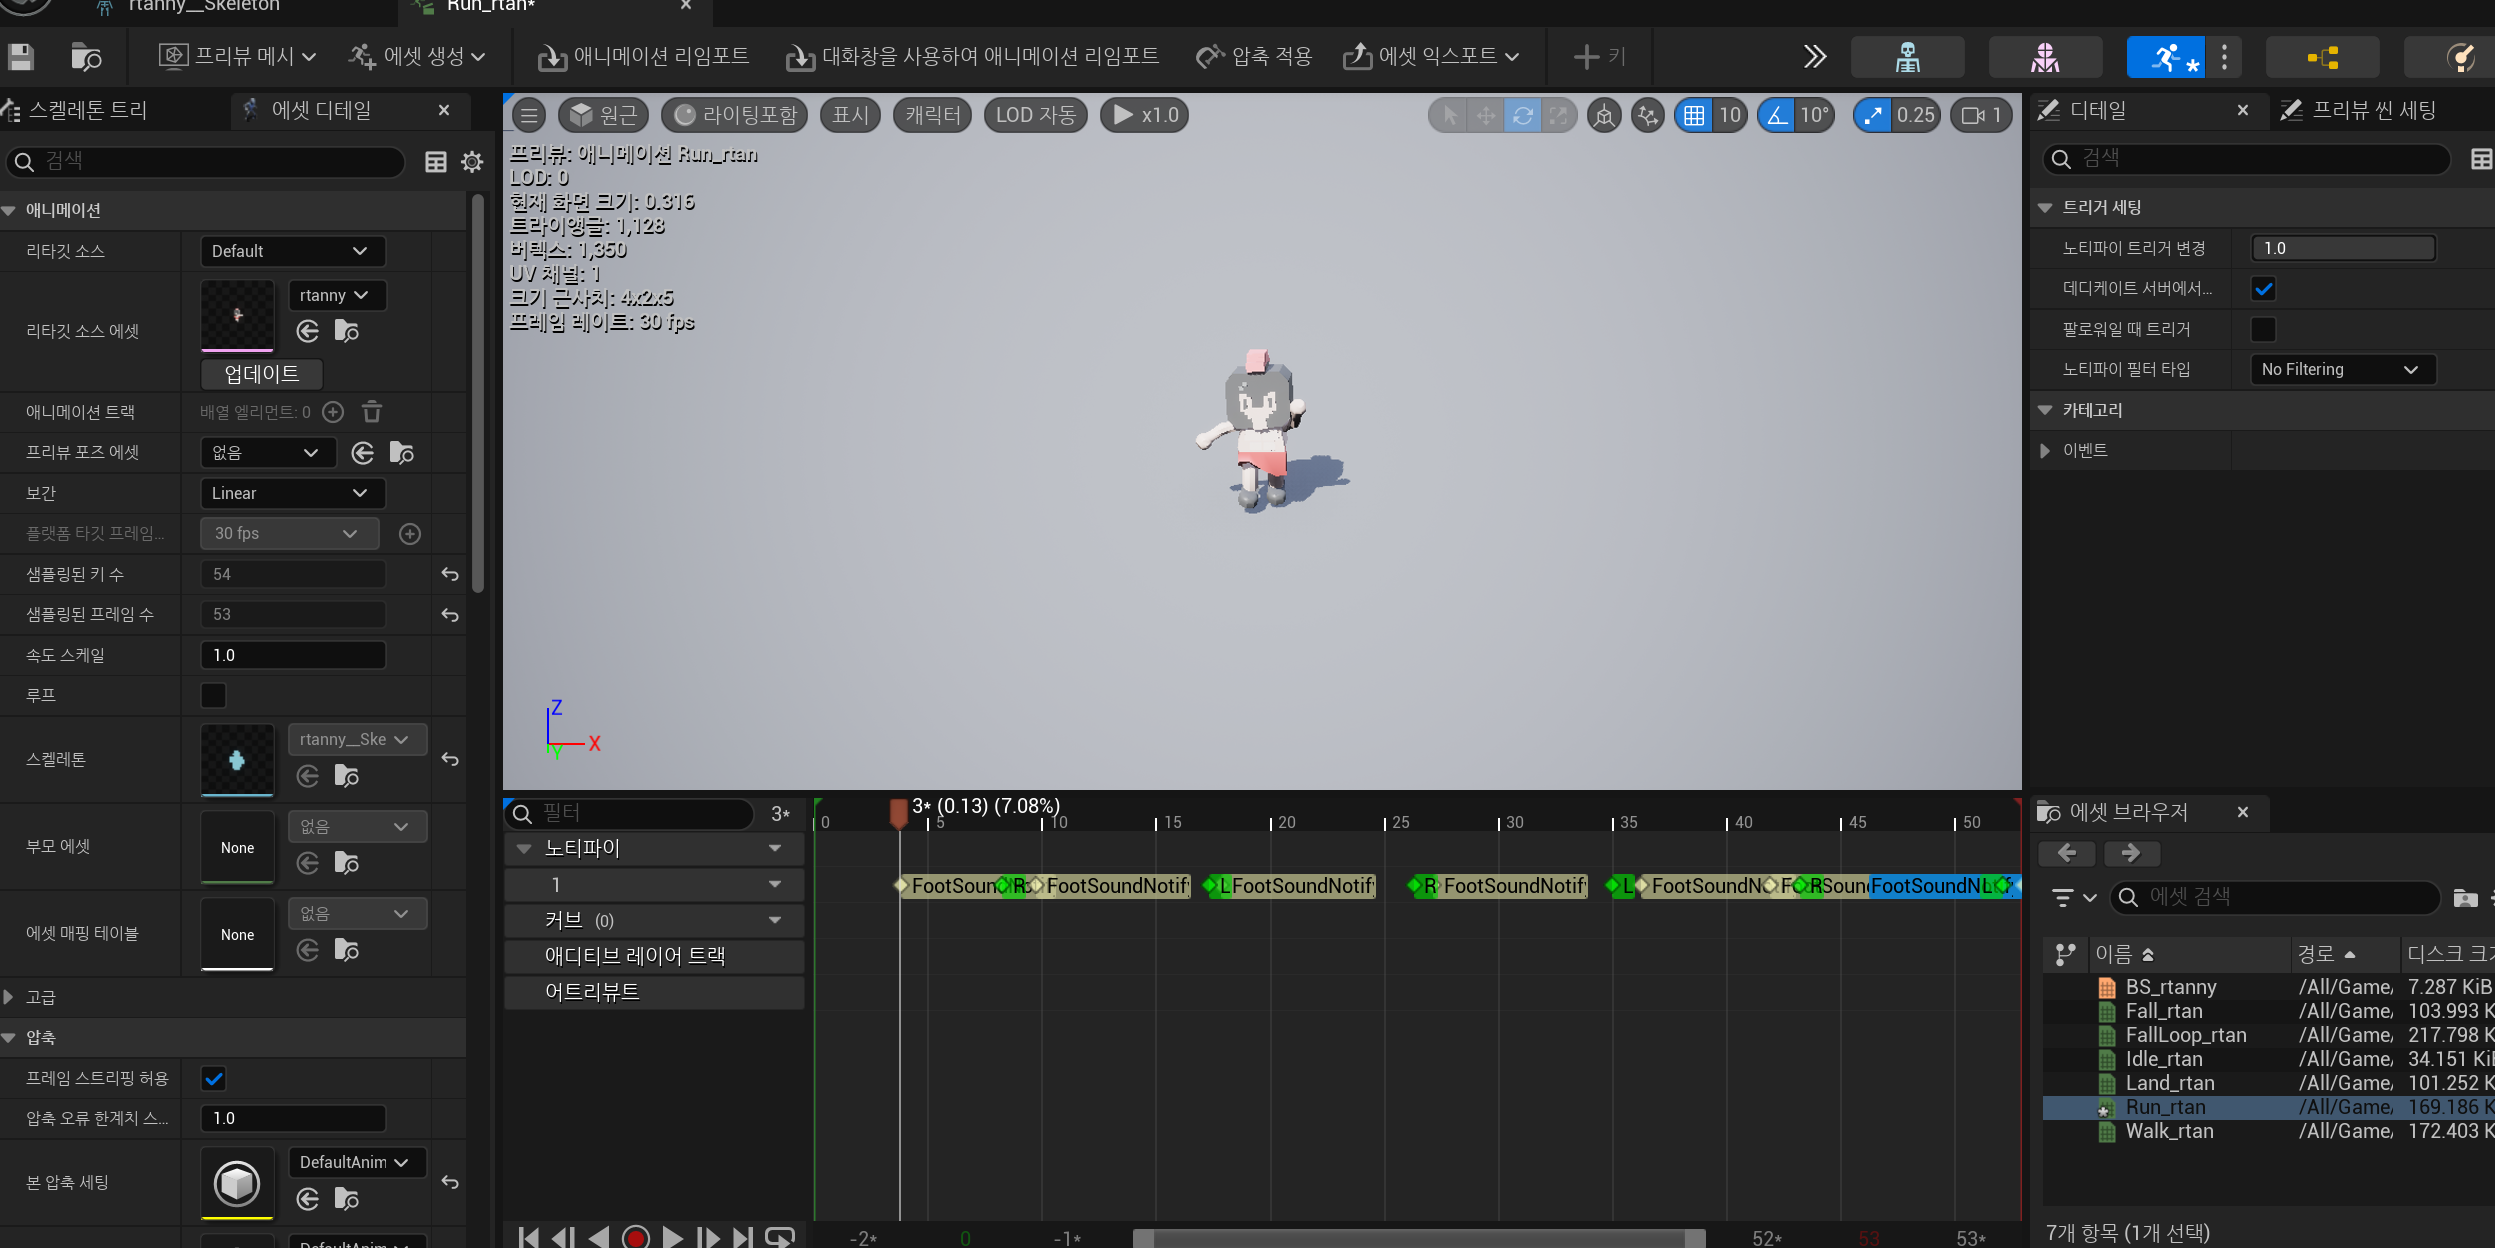 rtanny__Skeleton
Run_rtan*
프리뷰 메시
에셋 생성
애니메이션 리임포트
대화창을 사용하여 애니메이션 리임포트
압축 적용
에셋 익스포트
키
스켈레톤 트리
에셋 디테일
검색
애니메이션
리타깃 소스
Default
리타깃 소스 에셋
rtanny
업데이트
애니메이션 트랙
배열 엘리먼트: 0
프리뷰 포즈 에셋
없음
보간
Linear
플랫폼 타깃 프레임...
30 fps
샘플링된 키 수
54
샘플링된 프레임 수
53
속도 스케일
1.0
루프
스켈레톤
rtanny__Ske
부모 에셋
None
없음
에셋 매핑 테이블
None
없음
고급
압축
프레임 스트리핑 허용
압축 오류 한계치 스...
1.0
본 압축 세팅
DefaultAnim
DefaultAnim
원근
라이팅포함
표시
캐릭터
LOD 자동
x1.0
10
10°
0.25
1
프리뷰: 애니메이션 Run_rtan
LOD: 0
현재 화면 크기: 0.316
트라이앵글: 1,128
버텍스: 1,350
UV 채널: 1
크기 근사치: 4x2x5
프레임 레이트: 30 fps
Z
X
Y
필터
3*
3* (0.13) (7.08%)
0
5
10
15
20
25
30
35
40
45
50
노티파이
1
FootSoun
R
FootSoundNotify
L
FootSoundNotify
R
FootSoundNotify
L
FootSoundN
F
R
Sound
FootSoundN
L
커브 (0)
애디티브 레이어 트랙
어트리뷰트
-2*
0
-1*
52*
53
53*
디테일
프리뷰 씬 세팅
검색
트리거 세팅
노티파이 트리거 변경
1.0
데디케이트 서버에서...
팔로워일 때 트리거
노티파이 필터 타입
No Filtering
카테고리
이벤트
에셋 브라우저
에셋 검색
이름
경로
디스크 크기
BS_rtanny
/All/Game/
7.287 KiB
Fall_rtan
/All/Game/
103.993 K
FallLoop_rtan
/All/Game/
217.798 K
Idle_rtan
/All/Game/
34.151 KiB
Land_rtan
/All/Game/
101.252 K
Run_rtan
/All/Game/
169.186 K
Walk_rtan
/All/Game/
172.403 K
7개 항목 (1개 선택)